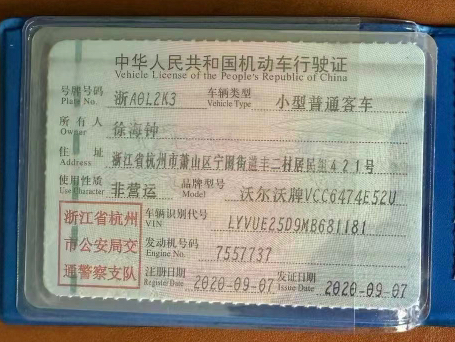 中华人民共和国机动车行驶证
Vehicle License of the People's Republic of China
号牌号码 浙A0L2K3 车辆类型 小型普通客车
Plate No. Vehicle Type
所有人 徐海钟
Owner
住址 浙江省杭州市萧山区宁围街道丰二村居民组421号
Address
使用性质 非营运 品牌型号 沃尔沃牌VCC6474E52U
Use Character Model
浙江省杭州
市公安局交
通警察支队
车辆识别代号 LYVUE25D9MB681181
VIN
发动机号码 7557737
Engine No.
注册日期 2020-09-07 发证日期 2020-09-07
Register Date Issue Date